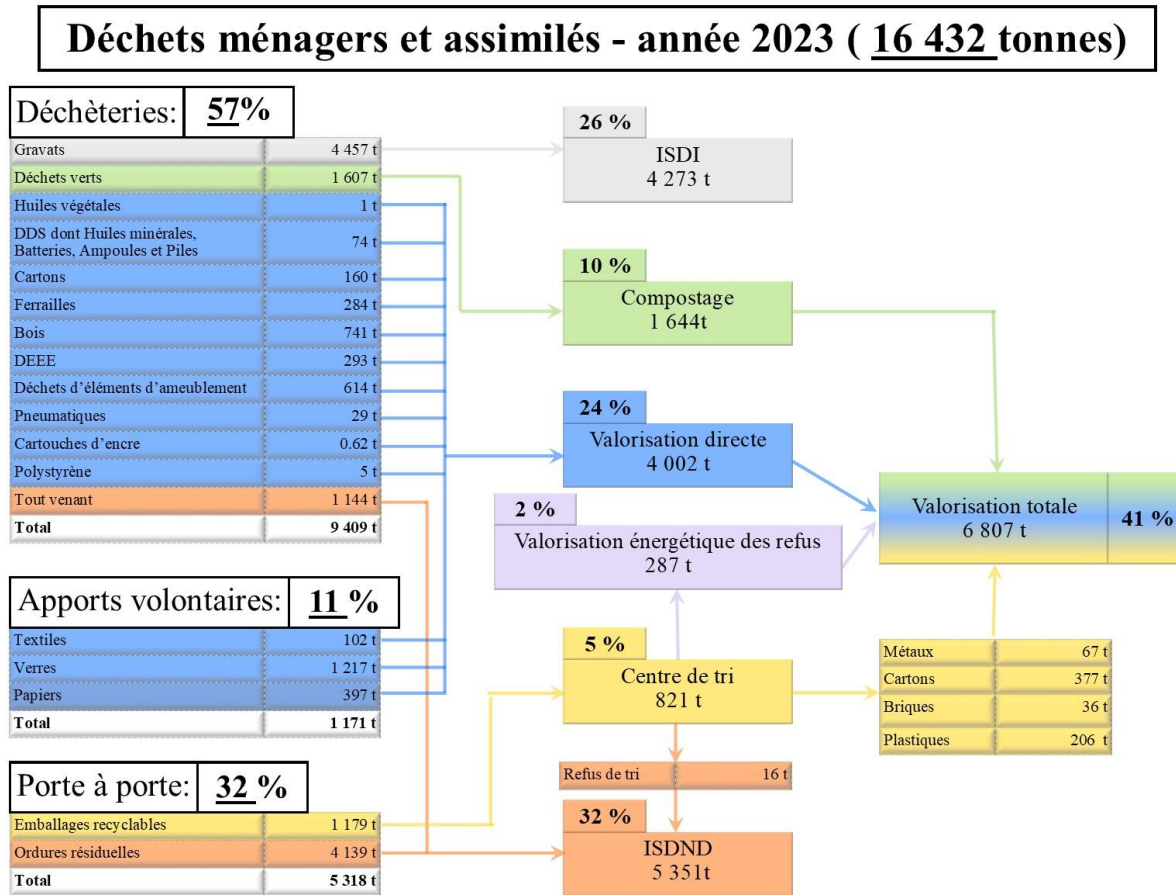 Déchets ménagers et assimilés - année 2023 ( 16 432 tonnes)
Déchèteries: 57%
Gravats 4 457 t
Déchets verts 1 607 t
Huiles végétales 1 t
DDS dont Huiles minérales,
Batteries, Ampoules et Piles 74 t
Cartons 160 t
Ferrailles 284 t
Bois 741 t
DEEE 293 t
Déchets d’éléments d’ameublement 614 t
Pneumatiques 29 t
Cartouches d’encre 0.62 t
Polystyrène 5 t
Tout venant 1 144 t
Total 9 409 t
Apports volontaires: 11 %
Textiles 102 t
Verres 1 217 t
Papiers 397 t
Total 1 171 t
Porte à porte: 32 %
Emballages recyclables 1 179 t
Ordures résiduelles 4 139 t
Total 5 318 t
26 %
ISDI
4 273 t
10 %
Compostage
1 644t
24 %
Valorisation directe
4 002 t
2 %
Valorisation énergétique des refus
287 t
5 %
Centre de tri
821 t
Refus de tri 16 t
32 %
ISDND
5 351t
Valorisation totale
6 807 t
41 %
Métaux 67 t
Cartons 377 t
Briques 36 t
Plastiques 206 t